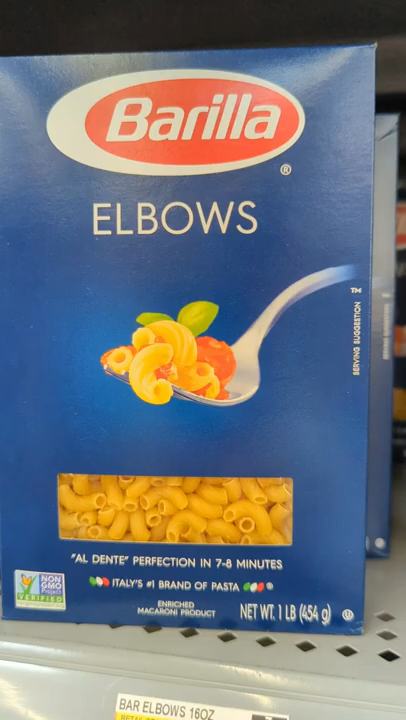 Barilla
®
ELBOWS
TM
SERVING SUGGESTION
"AL DENTE" PERFECTION IN 7-8 MINUTES
ITALY'S #1 BRAND OF PASTA ®
NON
GMO
Project
VERIFIED
ENRICHED
MACARONI PRODUCT
NET WT. 1 LB (454 g) U
BAR ELBOWS 16OZ